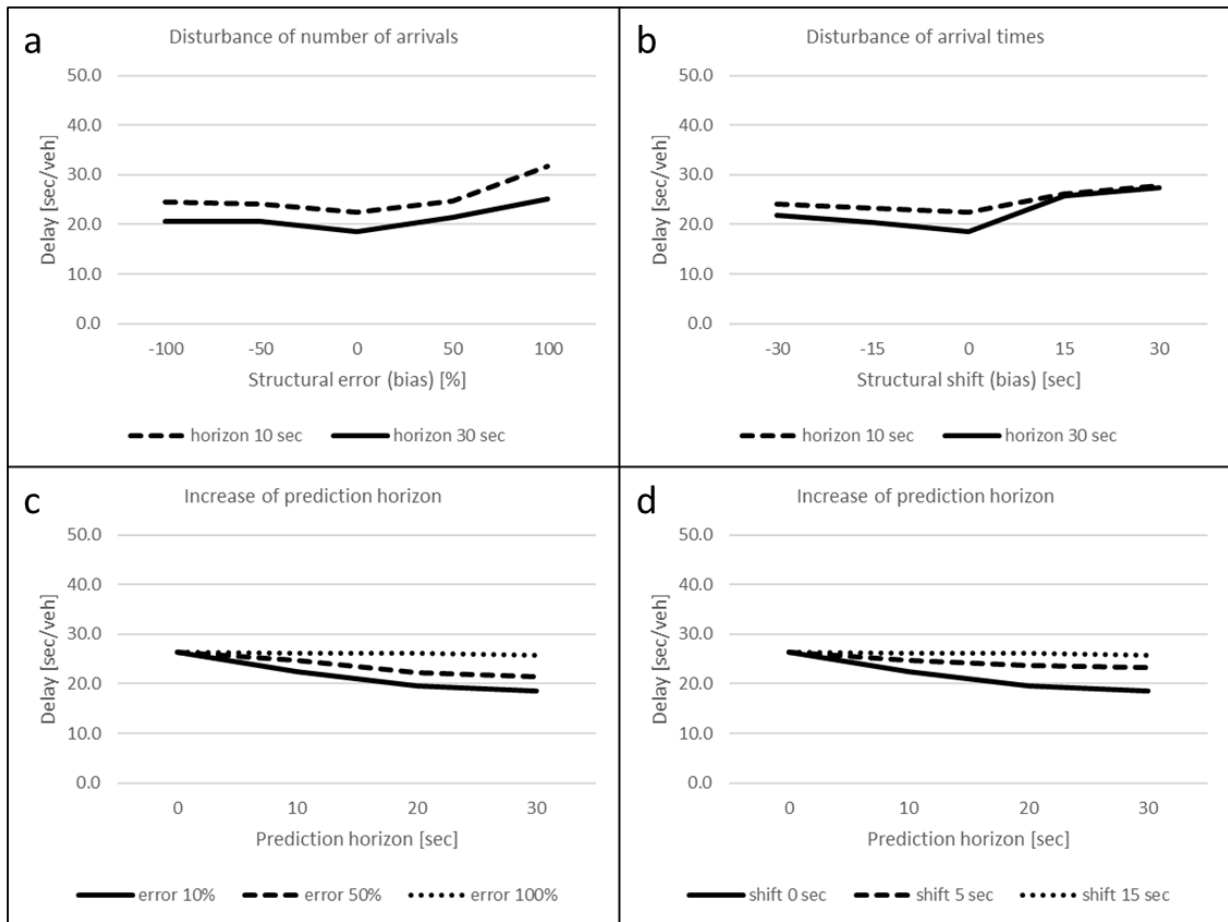 a
Disturbance of number of arrivals
50.0
40.0
30.0
20.0
10.0
0.0
Delay [sec/veh]
-100 -50 0 50 100
Structural error (bias) [%]
horizon 10 sec horizon 30 sec
b
Disturbance of arrival times
50.0
40.0
30.0
20.0
10.0
0.0
Delay [sec/veh]
-30 -15 0 15 30
Structural shift (bias) [sec]
horizon 10 sec horizon 30 sec
c
Increase of prediction horizon
50.0
40.0
30.0
20.0
10.0
0.0
Delay [sec/veh]
0 10 20 30
Prediction horizon [sec]
error 10% error 50% error 100%
d
Increase of prediction horizon
50.0
40.0
30.0
20.0
10.0
0.0
Delay [sec/veh]
0 10 20 30
Prediction horizon [sec]
shift 0 sec shift 5 sec shift 15 sec